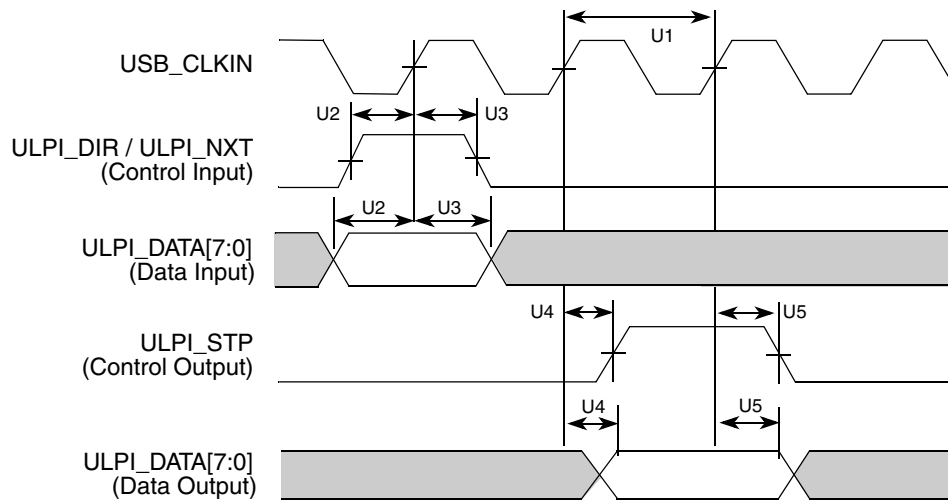 U1
USB_CLKIN
U2
U3
ULPI_DIR / ULPI_NXT
(Control Input)
U2
U3
ULPI_DATA[7:0]
(Data Input)
U4
U5
ULPI_STP
(Control Output)
U4
U5
ULPI_DATA[7:0]
(Data Output)